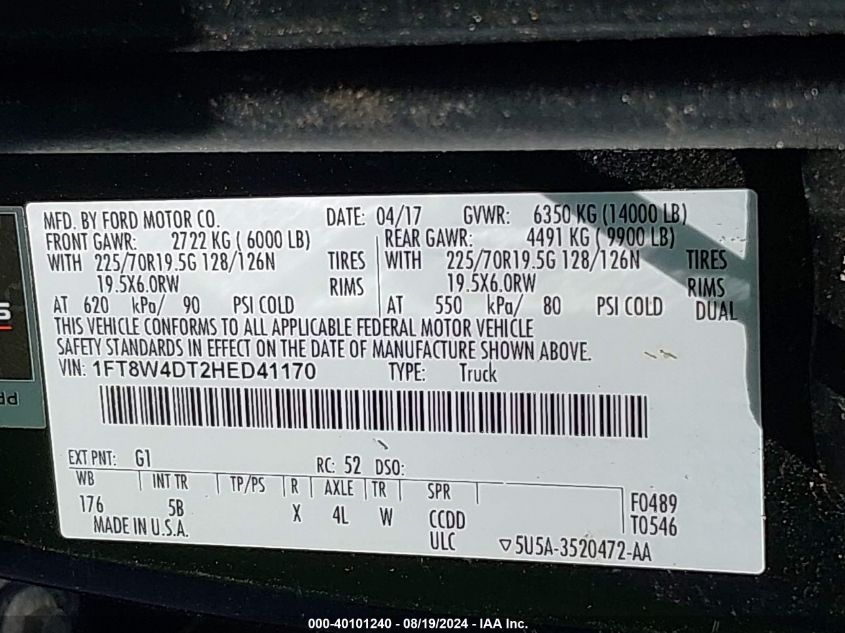 MFD. BY FORD MOTOR CO. DATE: 04/17 GVWR: 6350 KG (14000 LB)
FRONT GAWR: 2722 KG ( 6000 LB) REAR GAWR: 4491 KG ( 9900 LB)
WITH 225/70R19.5G 128/126N TIRES WITH 225/70R19.5G 128/126N TIRES
19.5X6.0RW RIMS 19.5X6.0RW RIMS
AT 620 kPa/ 90 PSI COLD AT 550 kPa/ 80 PSI COLD DUAL
THIS VEHICLE CONFORMS TO ALL APPLICABLE FEDERAL MOTOR VEHICLE
SAFETY STANDARDS IN EFFECT ON THE DATE OF MANUFACTURE SHOWN ABOVE.
VIN: 1FT8W4DT2HED41170 TYPE: Truck
EXT PNT: G1 RC: 52 DSO:
WB INT TR TP/PS R AXLE TR SPR
176 5B X 4L W CCDD F0489
MADE IN U.S.A. ULC T0546
▽5U5A-3520472-AA
000-40101240 - 08/19/2024 - IAA Inc.